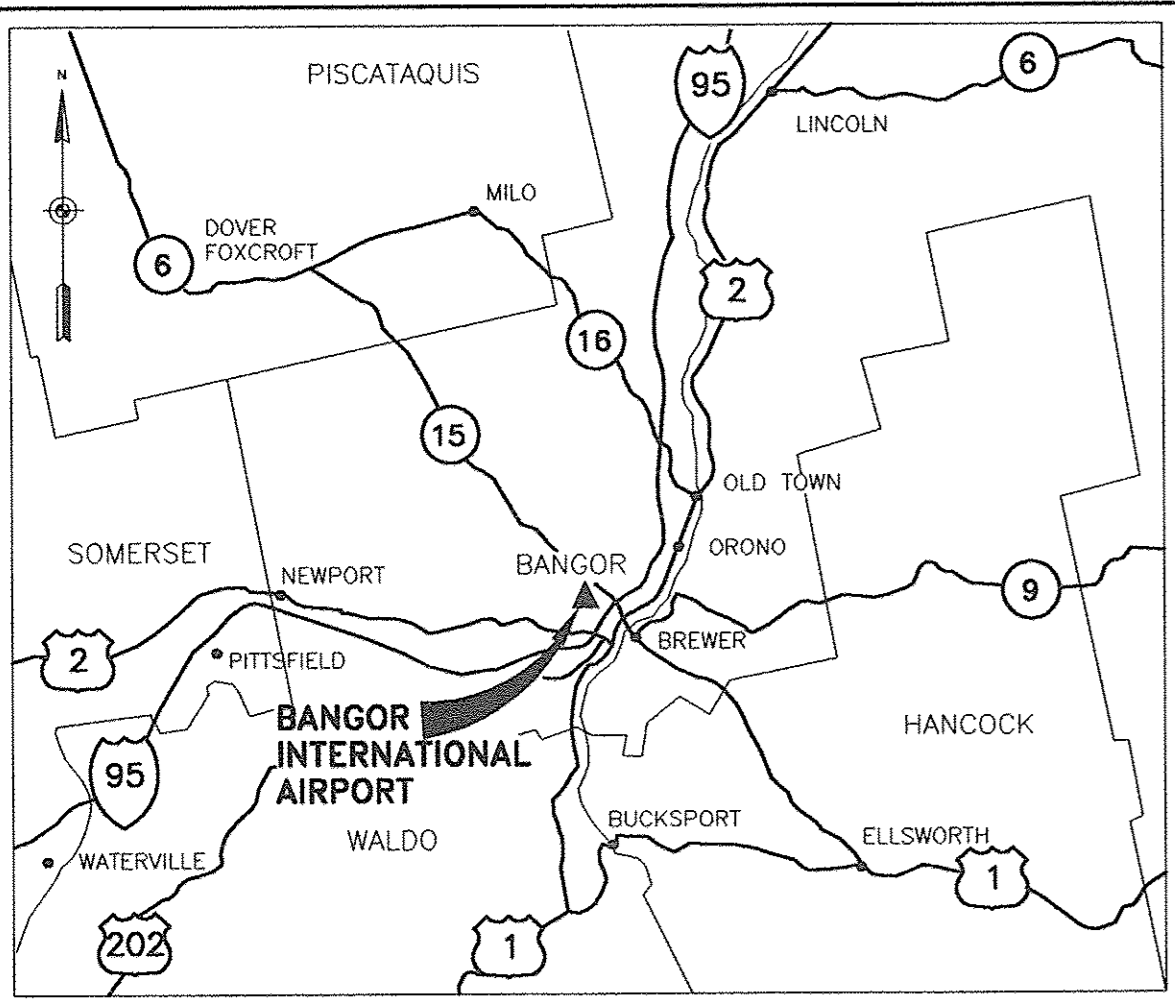 PISCATAQUIS
95
6
N
LINCOLN
MILO
DOVER
FOXCROFT
6
2
16
15
OLD TOWN
ORONO
SOMERSET
BANGOR
NEWPORT
9
2
PITTSFIELD
BREWER
BANGOR
INTERNATIONAL
AIRPORT
HANCOCK
95
WALDO
BUCKSPORT
ELLSWORTH
WATERVILLE
1
202
1